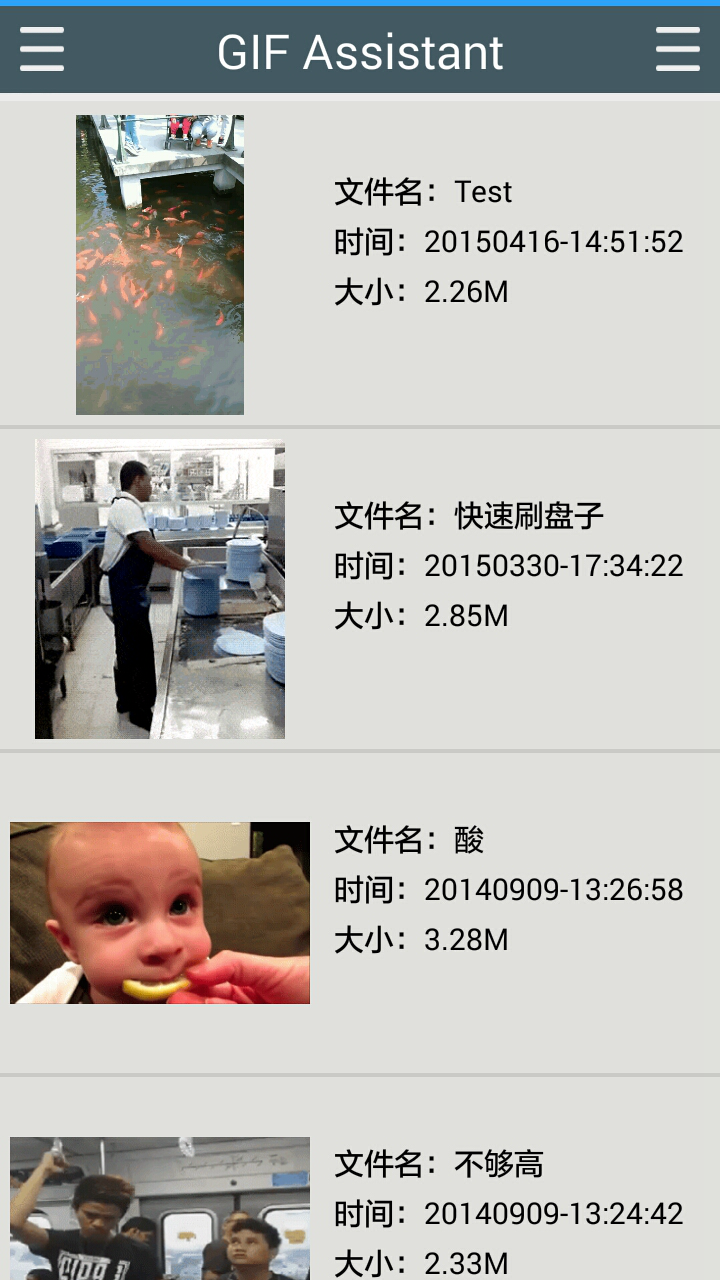 GIF Assistant
文件名：Test
时间：20150416-14:51:52
大小：2.26M
文件名：快速刷盘子
时间：20150330-17:34:22
大小：2.85M
文件名：酸
时间：20140909-13:26:58
大小：3.28M
文件名：不够高
时间：20140909-13:24:42
大小：2.33M